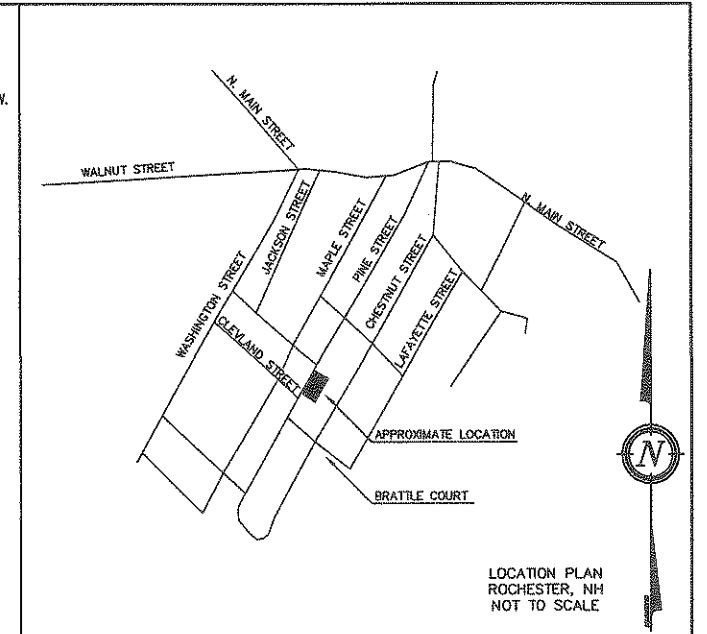 W.
N. MAIN STREET
WALNUT STREET
JACKSON STREET
MAPLE STREET
PINE STREET
N. MAIN STREET
WASHINGTON STREET
CHESTNUT STREET
LAFAYETTE STREET
CLEVLAND STREET
APPROXIMATE LOCATION
N
BRATTLE COURT
LOCATION PLAN
ROCHESTER, NH
NOT TO SCALE